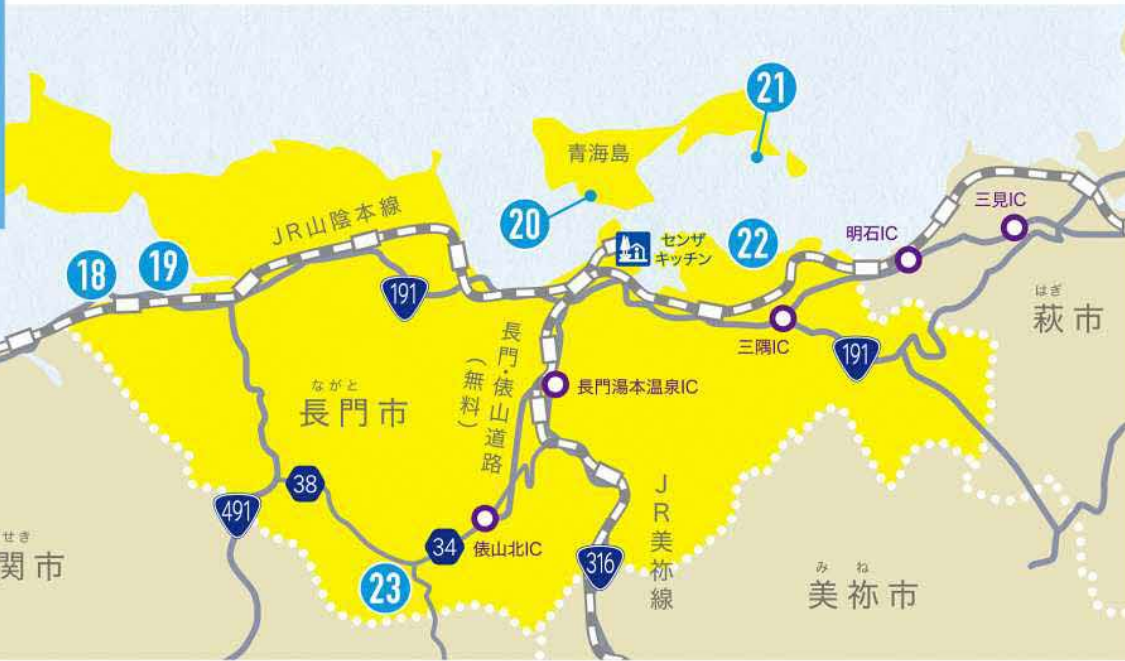 21
青海島
20
三見IC
JR山陰本線
センザ
キッチン
22
明石IC
18
19
191
はぎ
萩市
長門・俵山道路
(無料)
三隅IC
191
ながと
長門市
長門湯本温泉IC
38
491
JR美祢線
34
俵山北IC
せき
関市
316
みね
美祢市
23